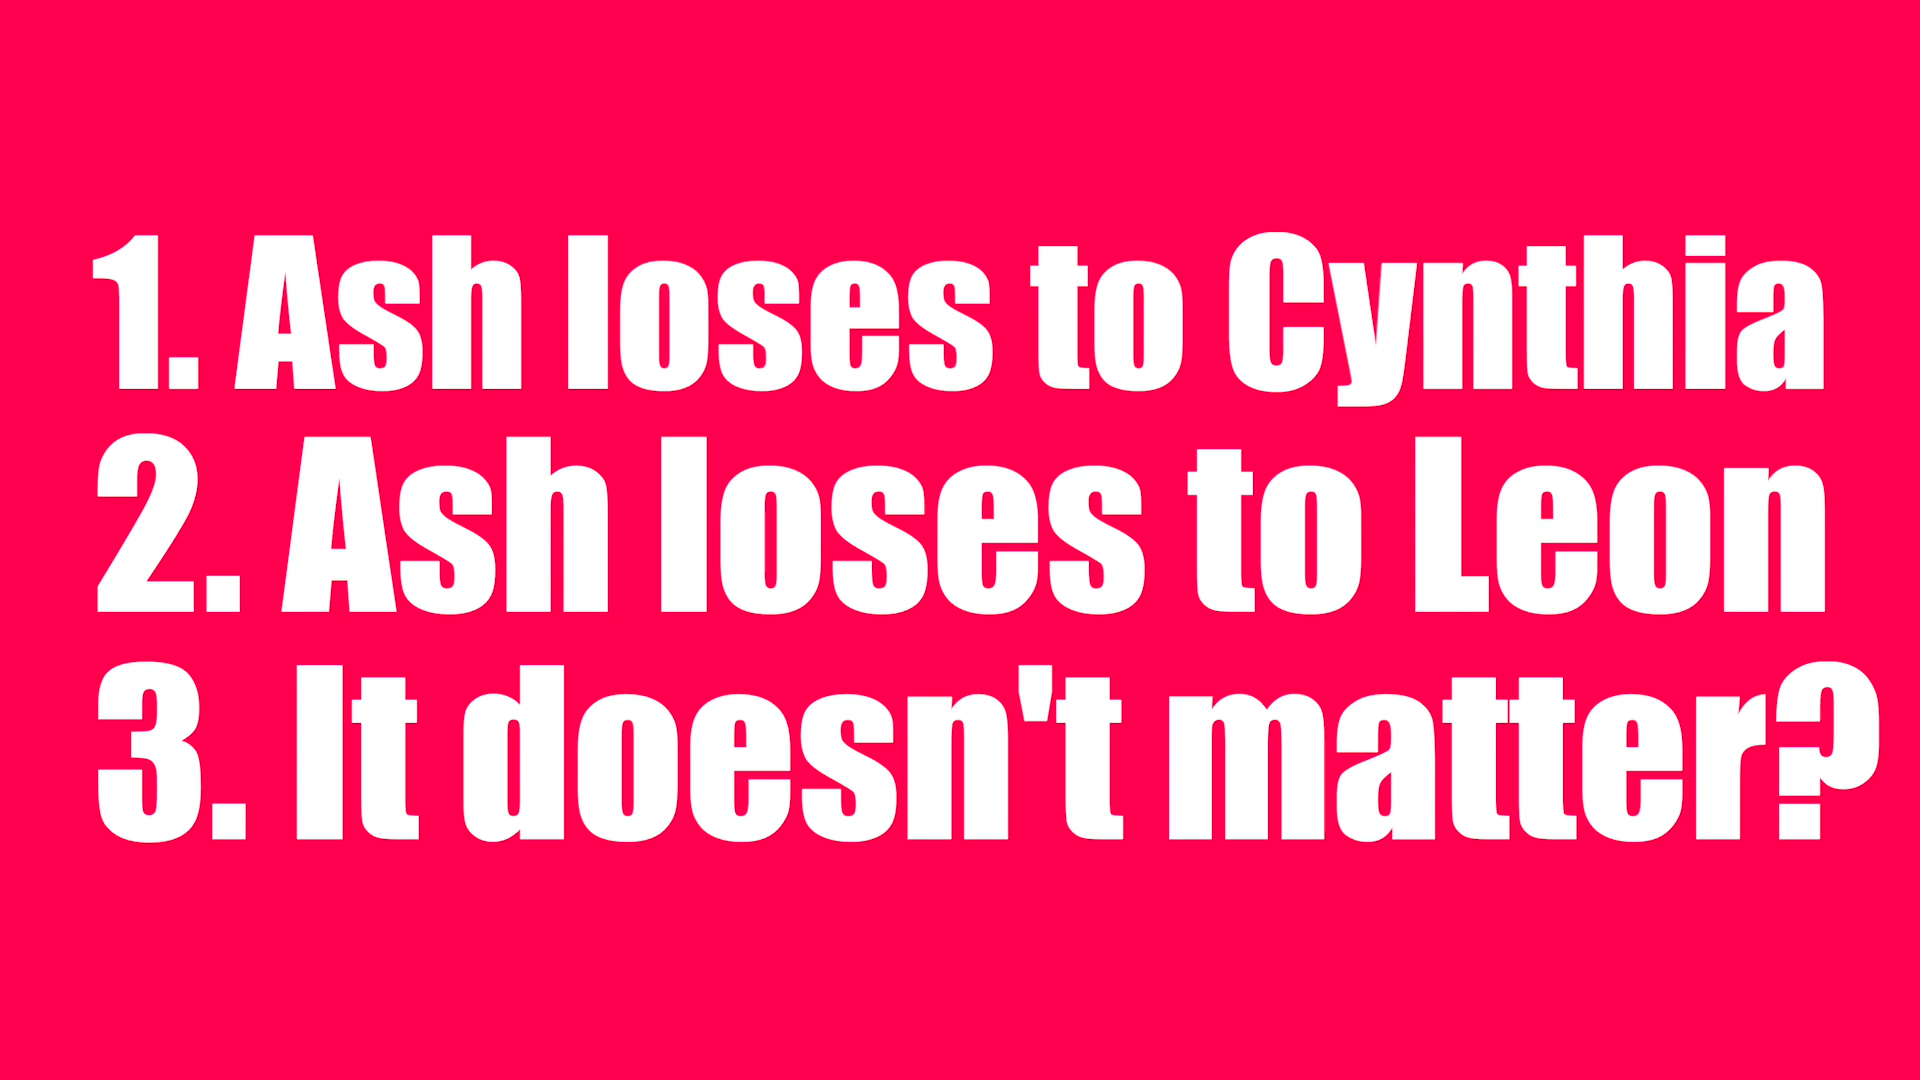 1. Ash loses to Cynthia
2. Ash loses to Leon
3. It doesn't matter?